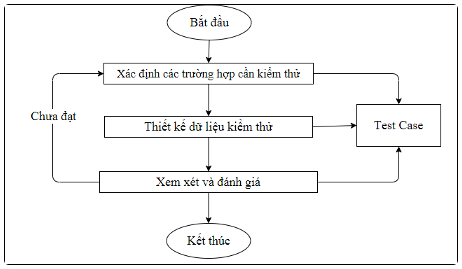 Bắt đầu
Xác định các trường hợp cần kiểm thử
Chưa đạt
Thiết kế dữ liệu kiểm thử
Test Case
Xem xét và đánh giá
Kết thúc